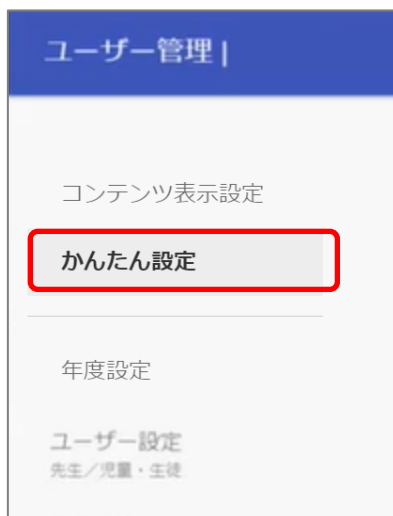 ユーザー管理 |
コンテンツ表示設定
かんたん設定
年度設定
ユーザー設定
先生／児童・生徒